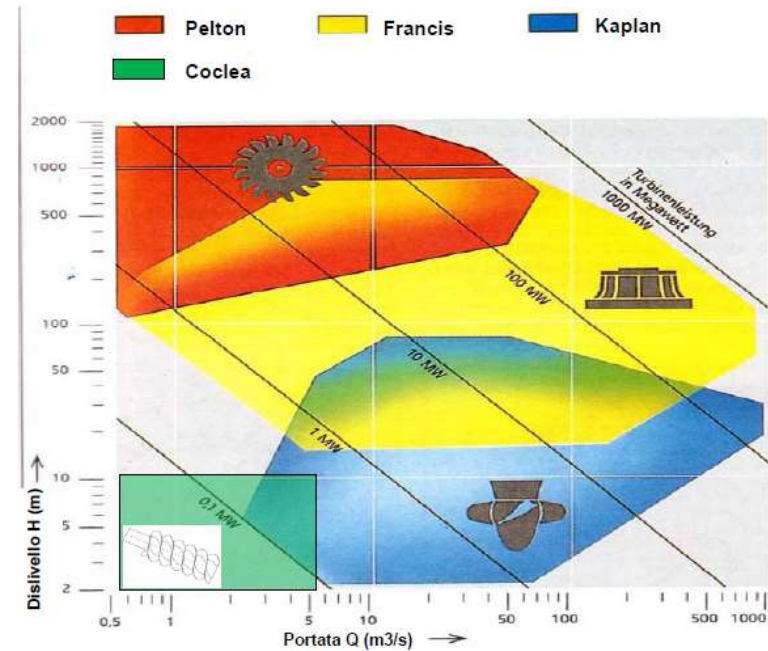 Pelton
Francis
Kaplan
Coclea
2000
1000
500
100
50
10
5
2
Dislivello H (m)
Turbinenleistung
in Megawatt
1000 MW
100 MW
10 MW
1 MW
0,1 MW
0.5 1 5 10 50 100 500 1000
Portata Q (m3/s)